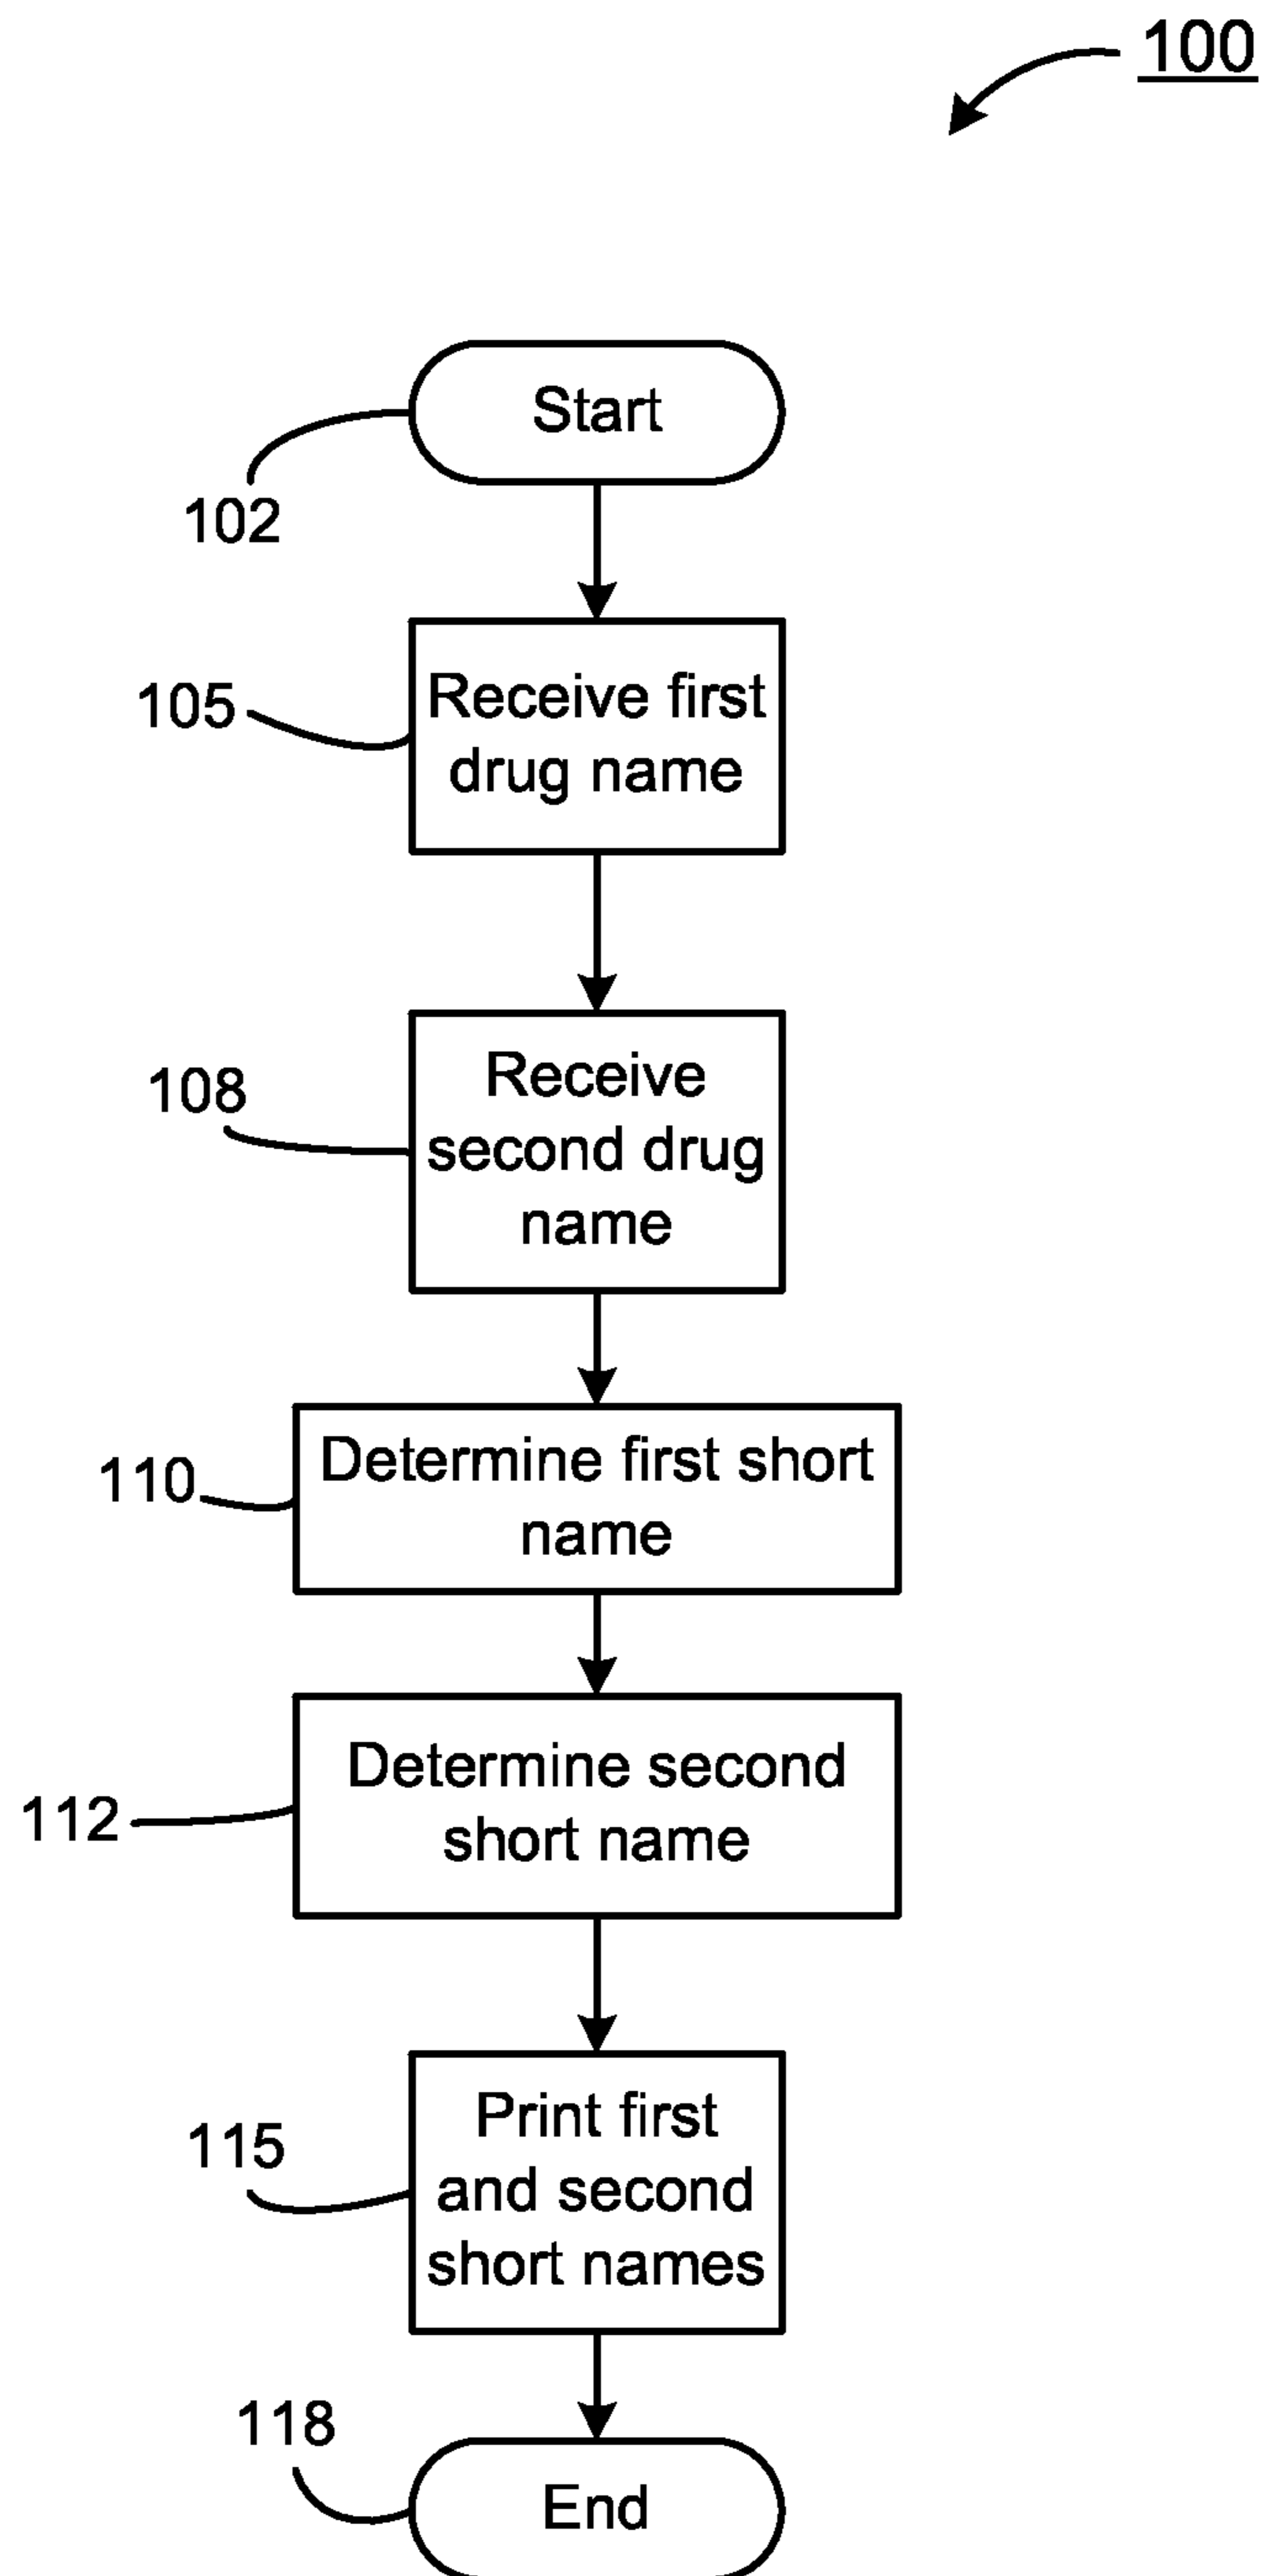 100
Start
102
105
Receive first
drug name
108
Receive
second drug
name
110
Determine first short
name
112
Determine second
short name
115
Print first
and second
short names
118
End